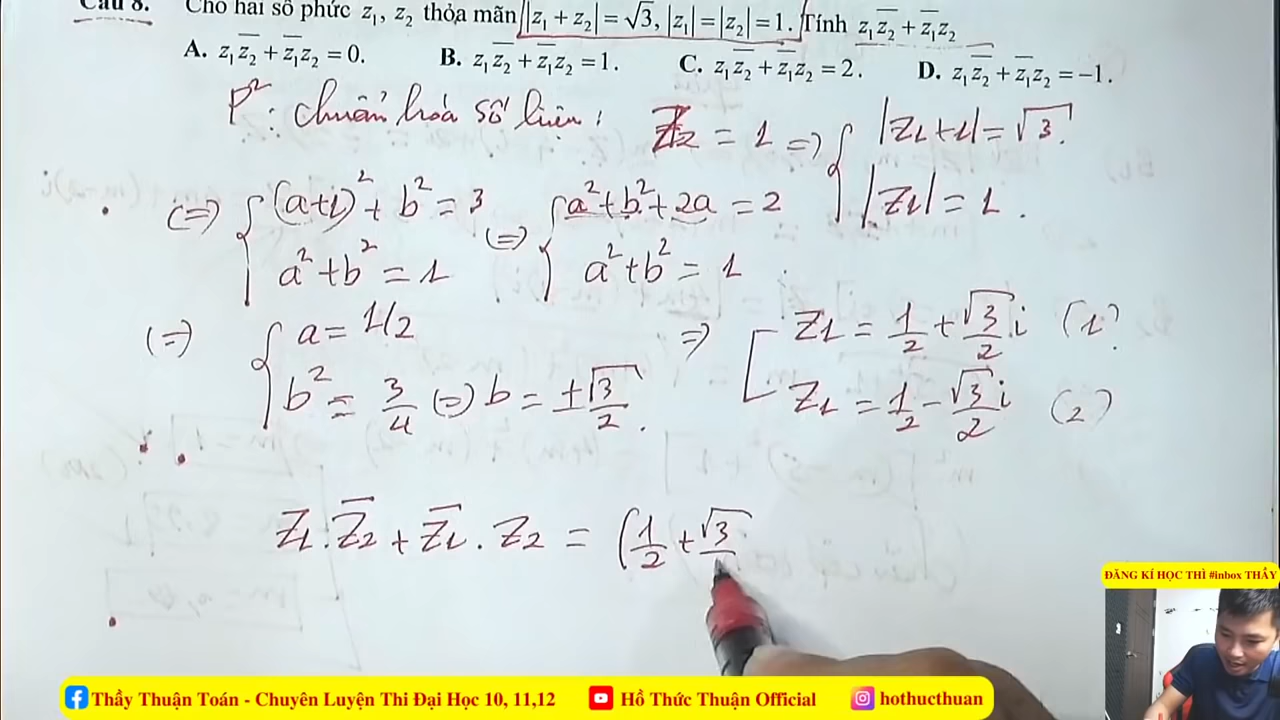 Câu 8. Cho hai số phức z₁, z₂ thỏa mãn |z₁ + z₂| = √3, |z₁| = |z₂| = 1. Tính z₁z̅₂ + z̅₁z₂
A. z₁z̅₂ + z̅₁z₂ = 0. B. z₁z̅₂ + z̅₁z₂ = 1. C. z₁z̅₂ + z̅₁z₂ = 2. D. z₁z̅₂ + z̅₁z₂ = −1.
P²: chuẩn hóa số liệu: z₂ = 1 => { |z₁+1| = √3. 
|z₁| = 1.
(=) { (a+1)² + b² = 3 (=) { a² + b² + 2a = 2
a² + b² = 1 a² + b² = 1
(=) { a = 1/2 => [ z₁ = 1/2 + √3/2 i (1)
b² = 3/4 (=) b = ±√3/2. z₁ = 1/2 − √3/2 i (2)
z₁.z̅₂ + z̅₁.z₂ = (1/2 + √3
ĐĂNG KÍ HỌC THÌ #inbox THẦY
Thầy Thuận Toán - Chuyên Luyện Thi Đại Học 10, 11,12 Hồ Thức Thuận Official hothucthuan